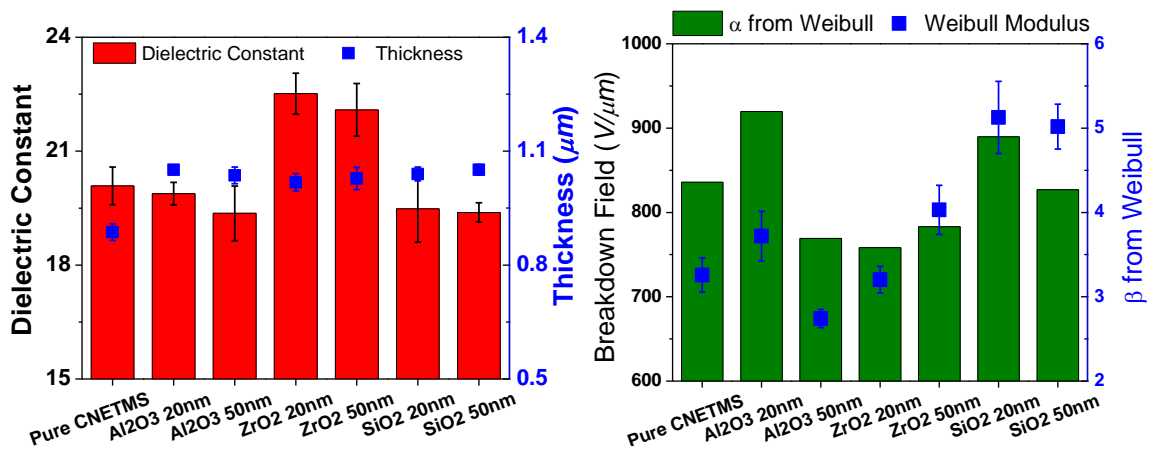 Dielectric Constant
Thickness
24
21
18
15
Dielectric Constant
1.4
1.1
0.8
0.5
Thickness (μm)
Pure CNETMS
Al2O3 20nm
Al2O3 50nm
ZrO2 20nm
ZrO2 50nm
SiO2 20nm
SiO2 50nm
α from Weibull
Weibull Modulus
1000
900
800
700
600
Breakdown Field (V/μm)
6
5
4
3
2
β from Weibull
Pure CNETMS
Al2O3 20nm
Al2O3 50nm
ZrO2 20nm
ZrO2 50nm
SiO2 20nm
SiO2 50nm